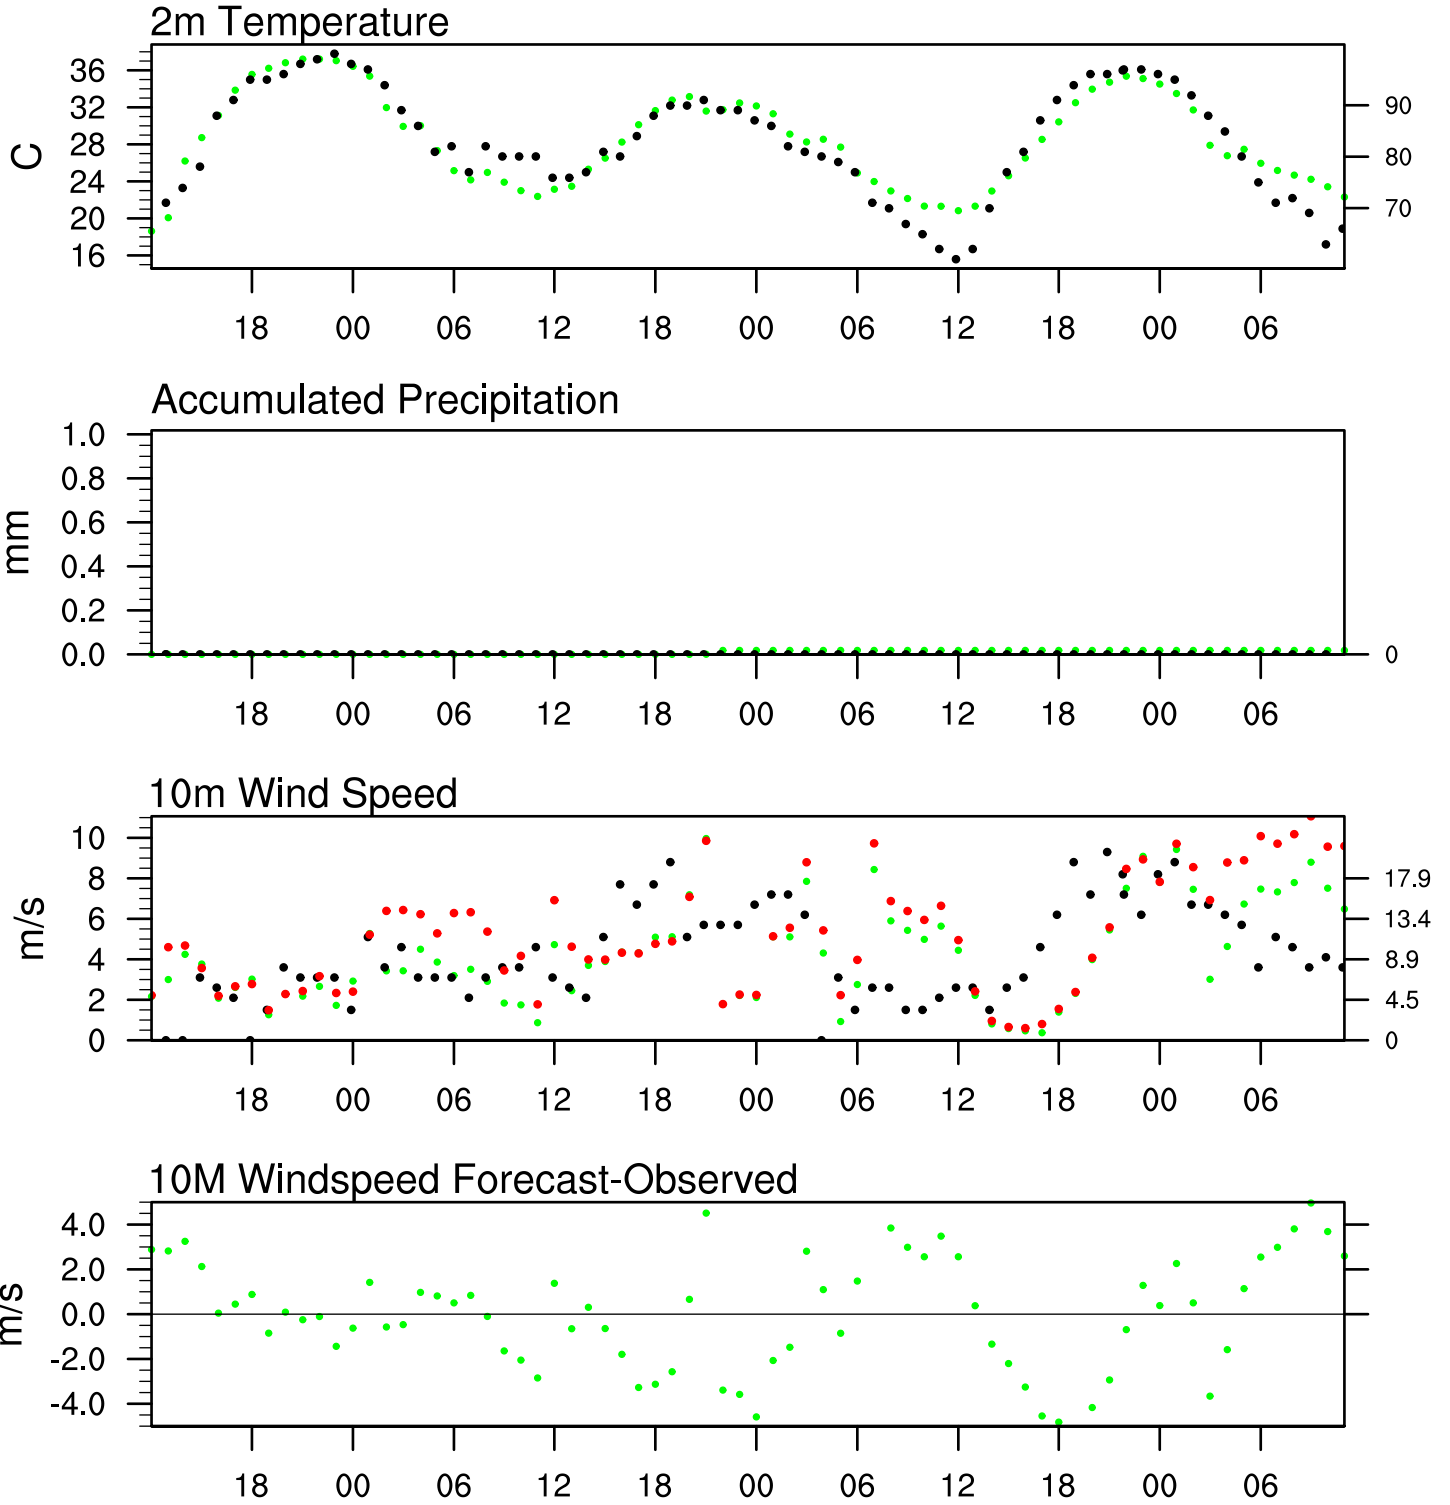 2m Temperature
36
32
28
24
20
16
C
90
80
70
18 00 06 12 18 00 06 12 18 00 06
Accumulated Precipitation
1.0
0.8
0.6
0.4
0.2
0.0
mm
0
18 00 06 12 18 00 06 12 18 00 06
10m Wind Speed
10
8
6
4
2
0
m/s
17.9
13.4
8.9
4.5
0
18 00 06 12 18 00 06 12 18 00 06
10M Windspeed Forecast-Observed
4.0
2.0
0.0
-2.0
-4.0
m/s
18 00 06 12 18 00 06 12 18 00 06